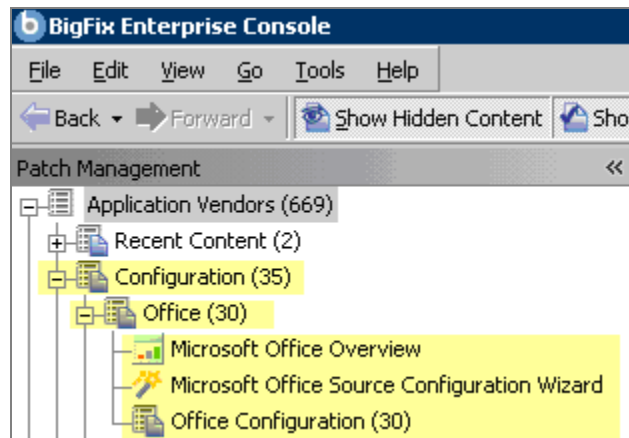 BigFix Enterprise Console
File Edit View Go Tools Help
Back Forward Show Hidden Content Sho
Patch Management «
Application Vendors (669)
Recent Content (2)
Configuration (35)
Office (30)
Microsoft Office Overview
Microsoft Office Source Configuration Wizard
Office Configuration (30)